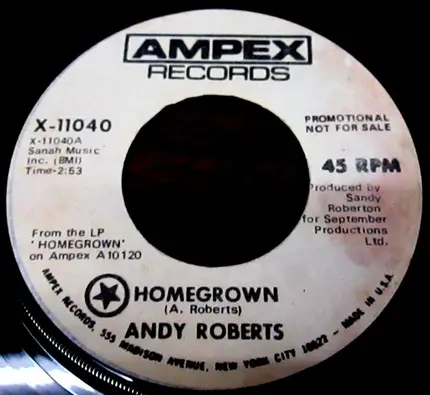 AMPEX
RECORDS
X-11040
X-11040A
Sanah Music
Inc. (BMI)
Time-2:53
PROMOTIONAL
NOT FOR SALE
45 RPM
Produced by
Sandy
Roberton
for September
Productions
Ltd.
From the LP
'HOMEGROWN'
on Ampex A10120
HOMEGROWN
(A. Roberts)
ANDY ROBERTS
AMPEX RECORDS, 555 MADISON AVENUE, NEW YORK CITY 10022 - MADE IN U.S.A.